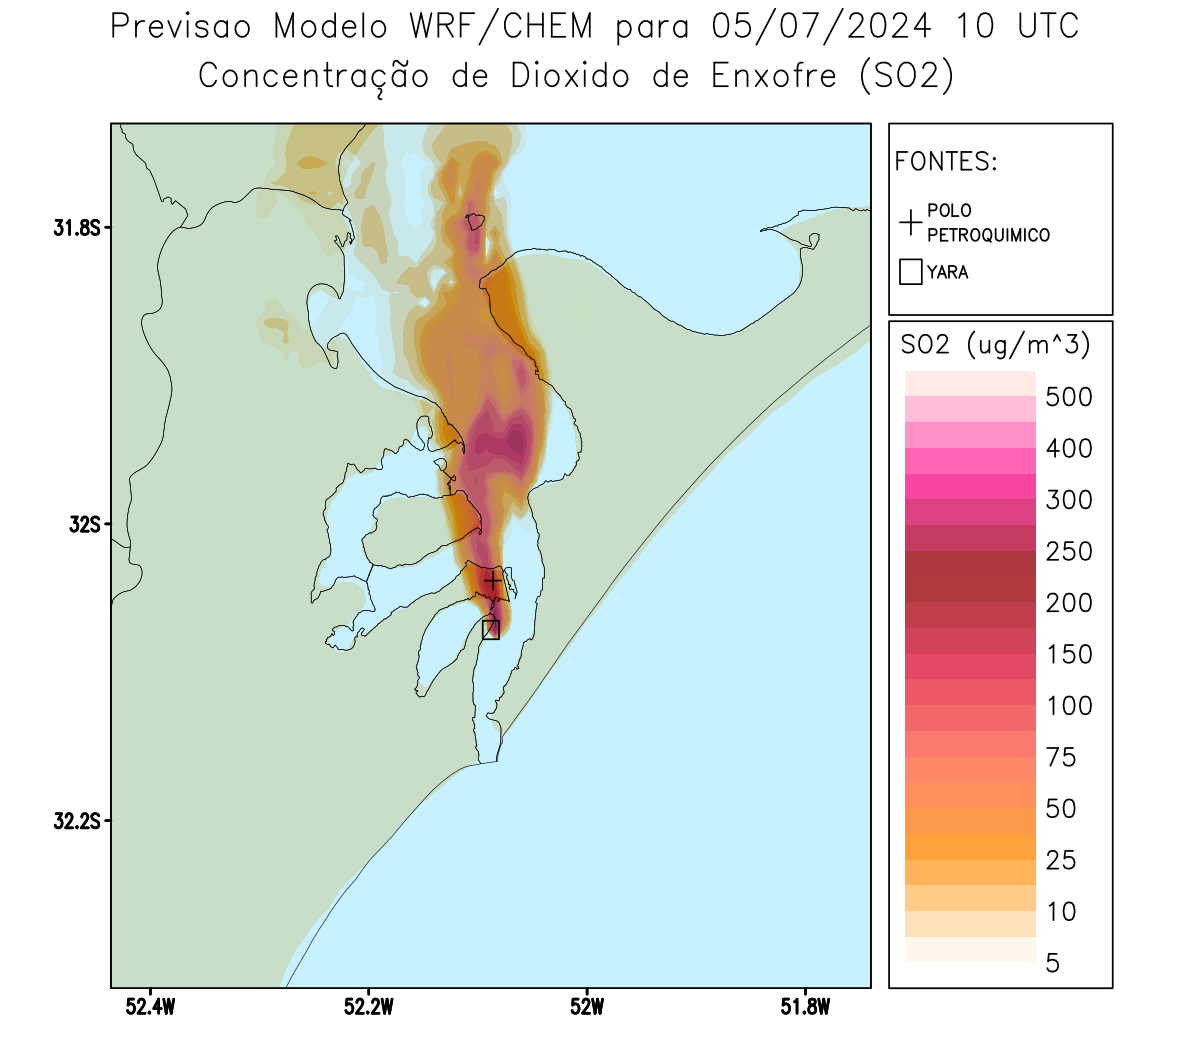 Previsao Modelo WRF/CHEM para 05/07/2024 10 UTC
Concentração de Dioxido de Enxofre (SO2)
FONTES:
POLO
PETROQUIMICO
YARA
31.8S
32S
32.2S
52.4W
52.2W
52W
51.8W
SO2 (ug/m^3)
500
400
300
250
200
150
100
75
50
25
10
5